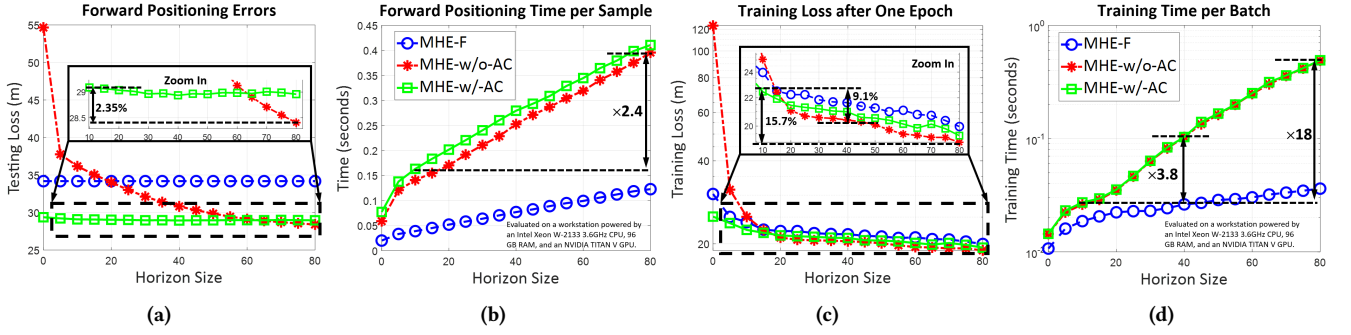 Forward Positioning Errors
Testing Loss (m)
55
50
45
40
35
30
25
Zoom In
29
28.5
2.35%
10 20 30 40 50 60 70 80
0 20 40 60 80
Horizon Size
(a)
Forward Positioning Time per Sample
Time (seconds)
0.45
0.4
0.35
0.3
0.25
0.2
0.15
0.1
0.05
0
MHE-F
MHE-w/o-AC
MHE-w/-AC
×2.4
Evaluated on a workstation powered by
an Intel Xeon W-2133 3.6GHz CPU, 96
GB RAM, and an NVIDIA TITAN V GPU.
0 20 40 60 80
Horizon Size
(b)
Training Loss after One Epoch
Training Loss (m)
120
100
80
60
40
20
Zoom In
24
22
20
15.7%
9.1%
10 20 30 40 50 60 70 80
0 20 40 60 80
Horizon Size
(c)
Training Time per Batch
Training Time (seconds)
10⁰
10⁻¹
10⁻²
MHE-F
MHE-w/o-AC
MHE-w/-AC
×18
×3.8
Evaluated on a workstation powered by
an Intel Xeon W-2133 3.6GHz CPU, 96
GB RAM, and an NVIDIA TITAN V GPU.
0 20 40 60 80
Horizon Size
(d)